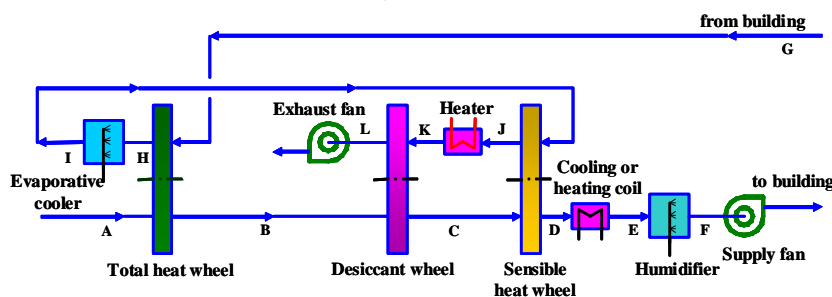 from building
G
Exhaust fan
Heater
L
K
J
I
H
Cooling or
heating coil
Evaporative
cooler
to building
A
B
C
D
E
F
Total heat wheel
Desiccant wheel
Sensible
heat wheel
Humidifier
Supply fan